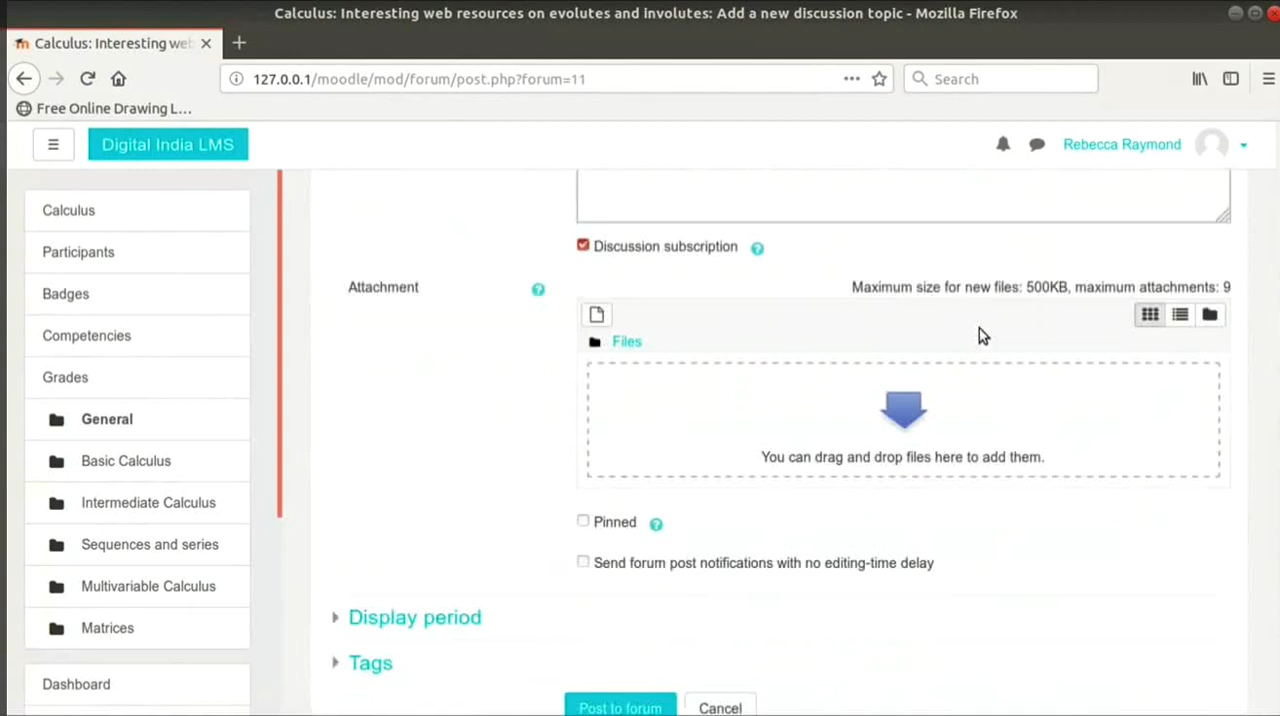 Calculus: Interesting web resources on evolutes and involutes: Add a new discussion topic - Mozilla Firefox
Calculus: Interesting web
127.0.0.1/moodle/mod/forum/post.php?forum=11
Search
Free Online Drawing L...
Digital India LMS
Rebecca Raymond
Calculus
Participants
Badges
Competencies
Grades
General
Basic Calculus
Intermediate Calculus
Sequences and series
Multivariable Calculus
Matrices
Dashboard
Discussion subscription
Attachment
Maximum size for new files: 500KB, maximum attachments: 9
Files
You can drag and drop files here to add them.
Pinned
Send forum post notifications with no editing-time delay
Display period
Tags
Post to forum
Cancel